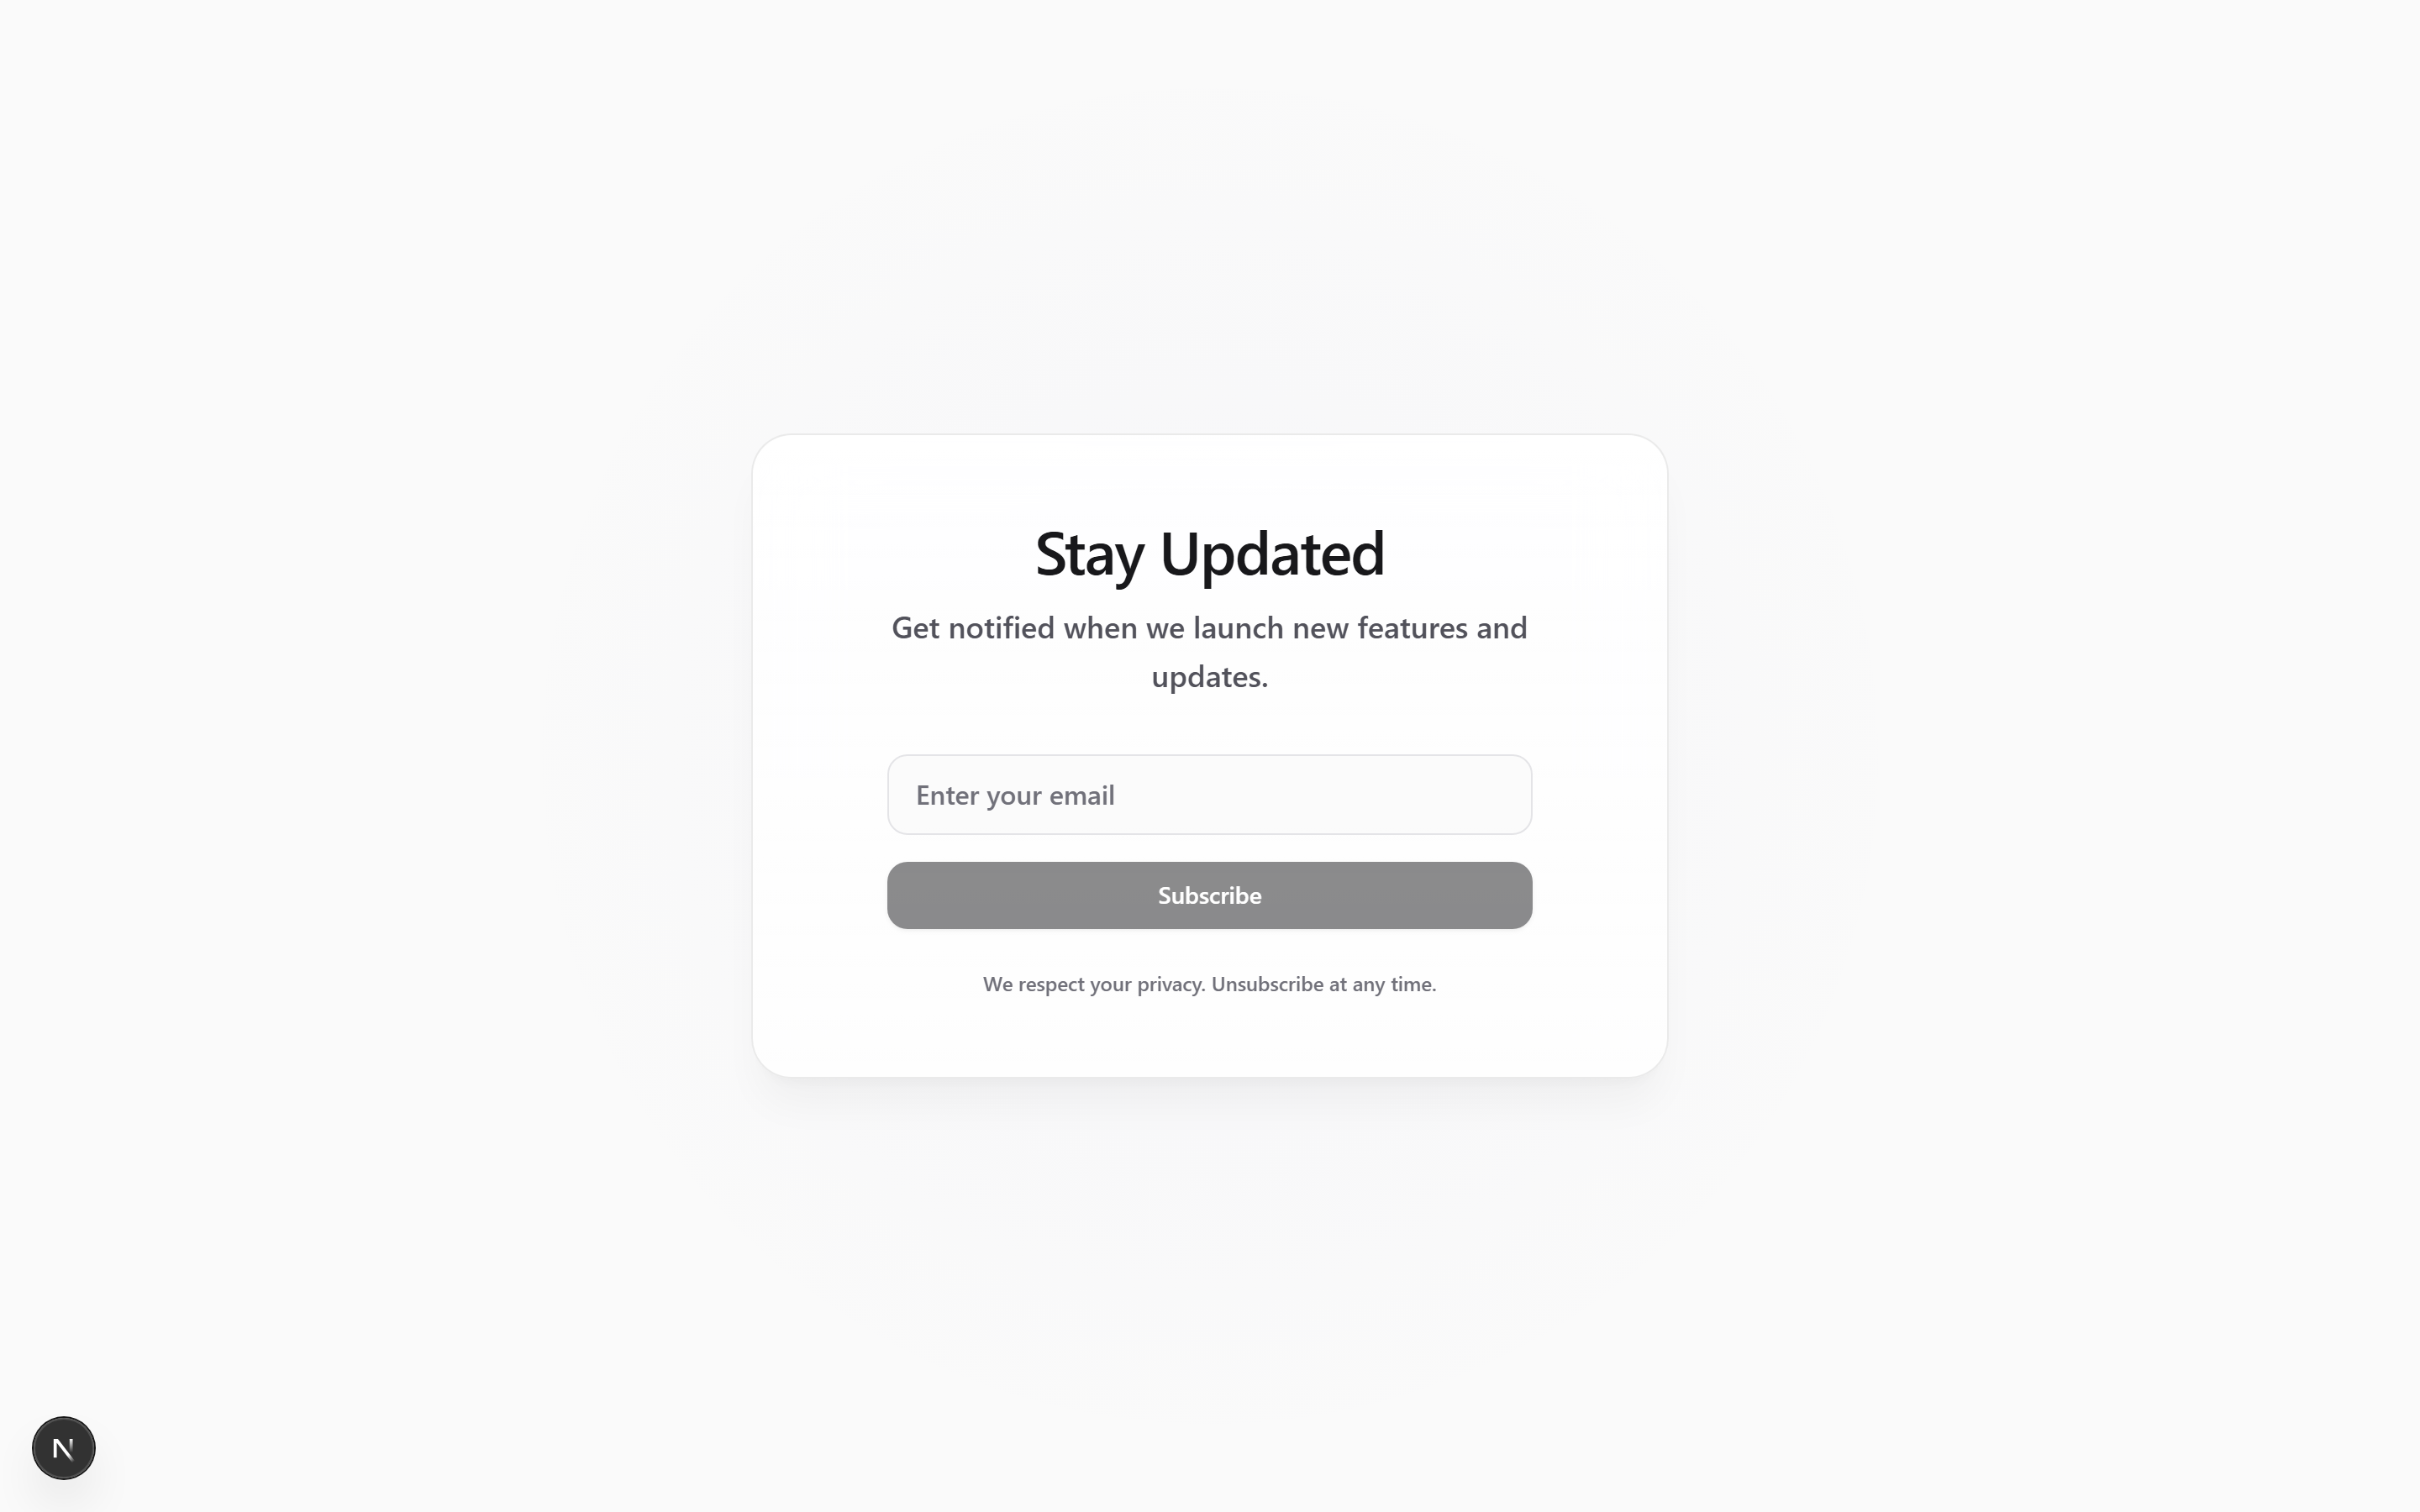 Stay Updated
Get notified when we launch new features and
updates.
Enter your email
Subscribe
We respect your privacy. Unsubscribe at any time.
N